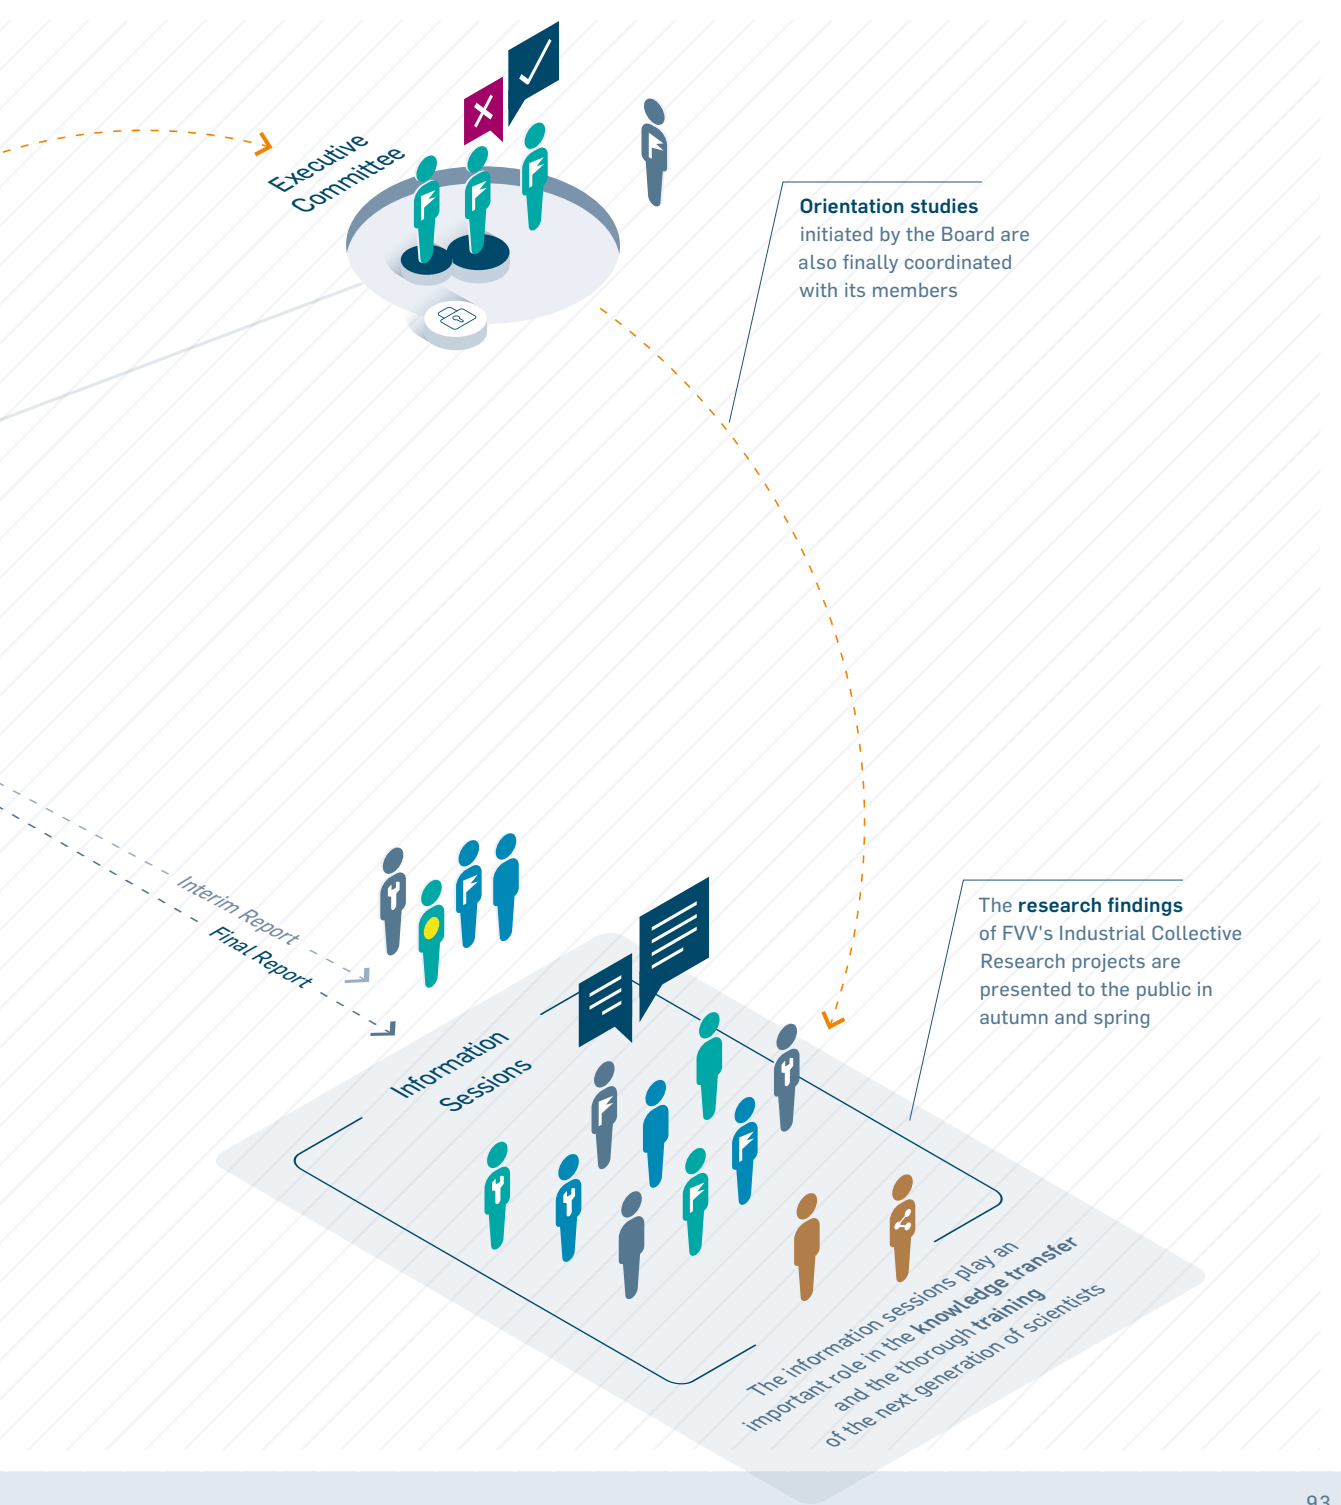 Executive
Committee
Orientation studies
initiated by the Board are
also finally coordinated
with its members
Interim Report
Final Report
The research findings
of FVV's Industrial Collective
Research projects are
presented to the public in
autumn and spring
Information
Sessions
The information sessions play an
important role in the knowledge transfer
and the thorough training
of the next generation of scientists
93